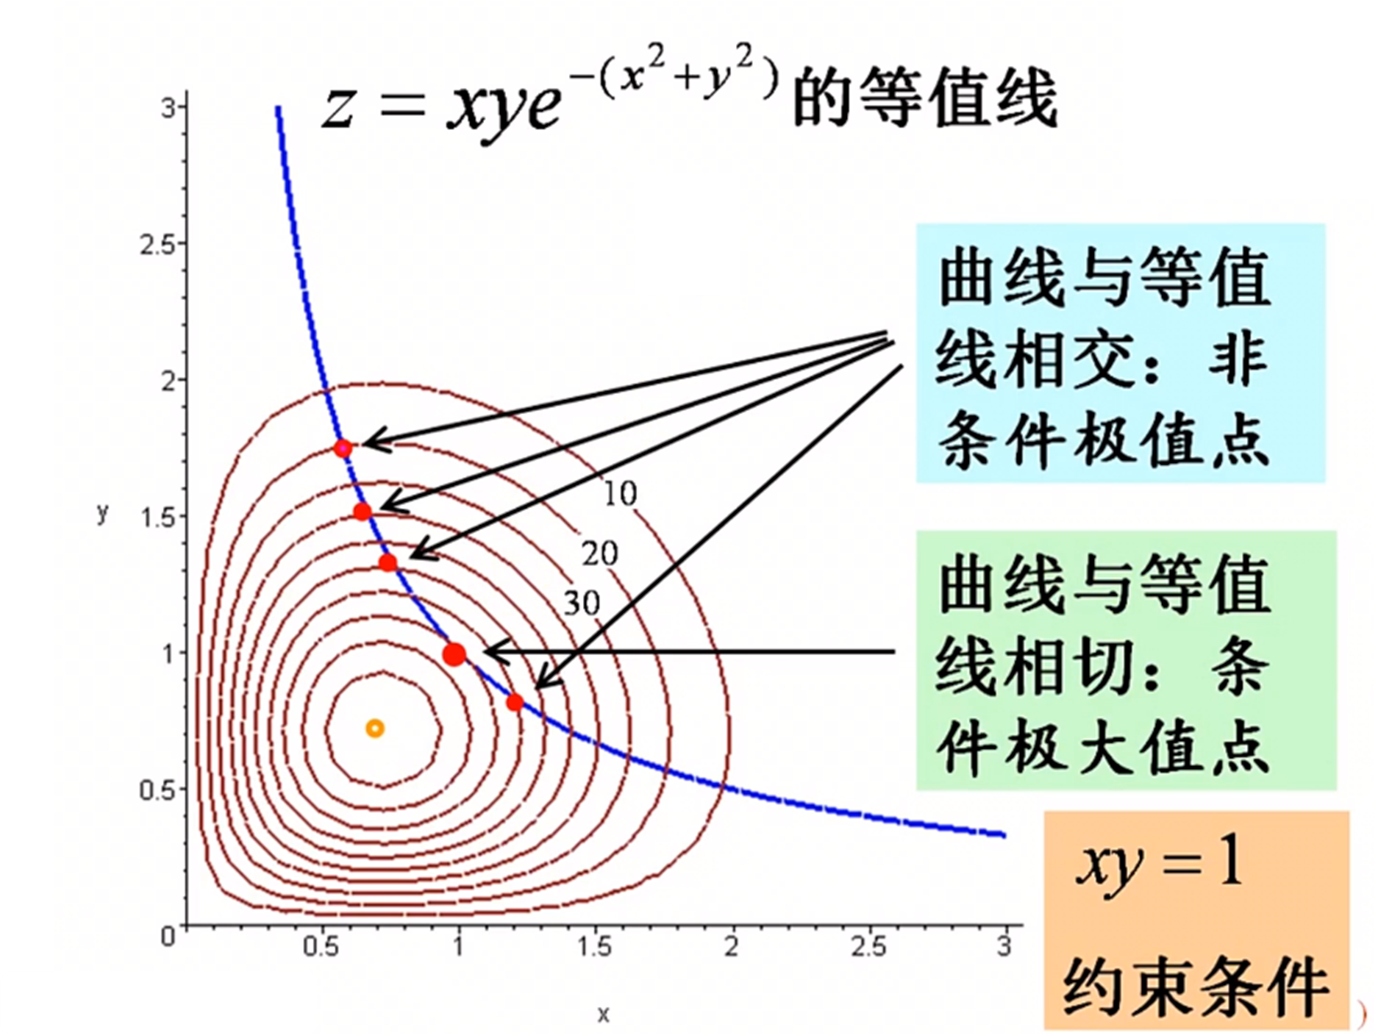 z = xye^{-(x^2+y^2)}的等值线
3
2.5
2
1.5
1
0.5
0
y
10
20
30
曲线与等值
线相交：非
条件极值点
曲线与等值
线相切：条
件极大值点
xy = 1
约束条件
0.5
1
1.5
2
2.5
3
x
)